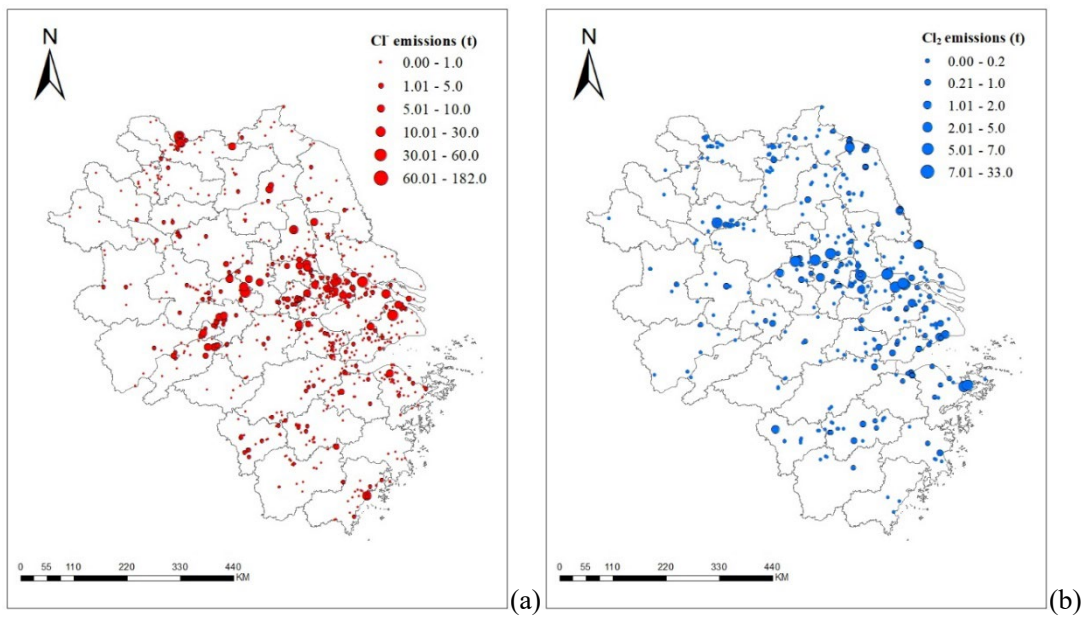 N
Cl⁻ emissions (t)
0.00 - 1.0
1.01 - 5.0
5.01 - 10.0
10.01 - 30.0
30.01 - 60.0
60.01 - 182.0
0 55 110 220 330 440
KM
(a)
N
Cl₂ emissions (t)
0.00 - 0.2
0.21 - 1.0
1.01 - 2.0
2.01 - 5.0
5.01 - 7.0
7.01 - 33.0
0 55 110 220 330 440
KM
(b)